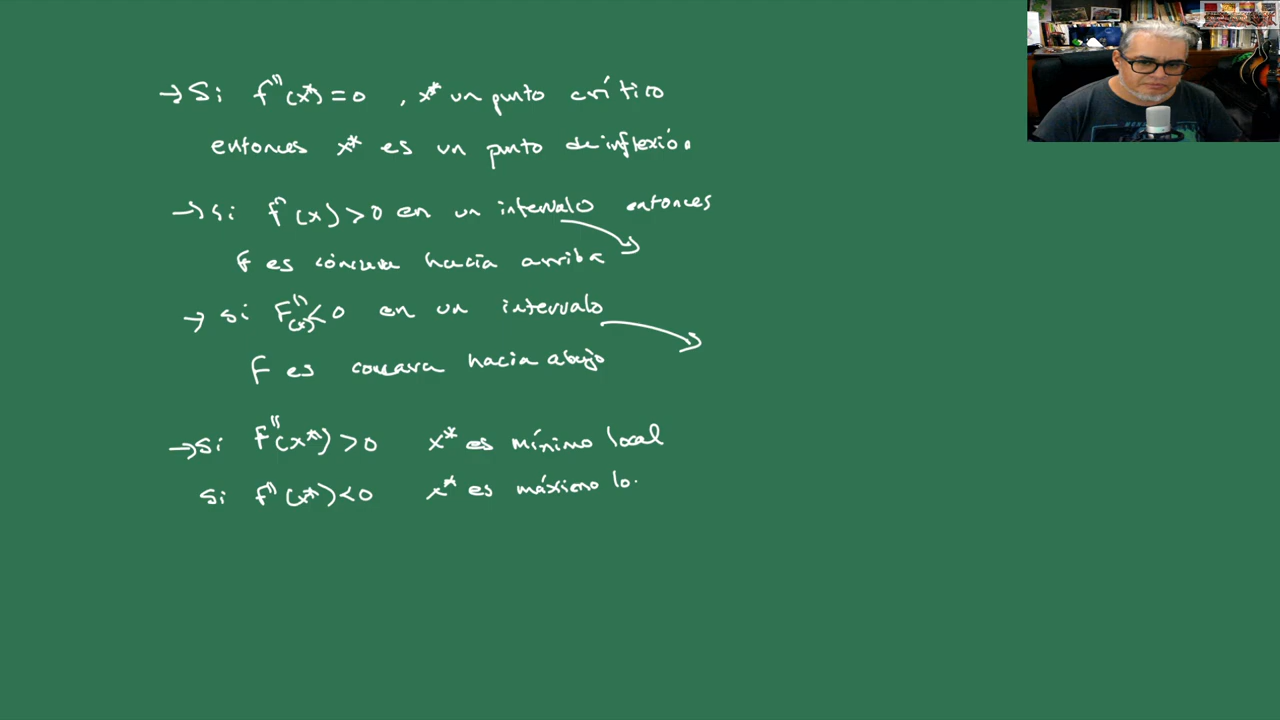 → Si f''(x*) = 0 , x* un punto crítico
entonces x* es un punto de inflexión.
→ si f''(x) > 0 en un intervalo entonces
F es cóncava hacia arriba
→ si F''(x) < 0 en un intervalo
F es concava hacia abajo
→ Si F''(x*) > 0 x* es mínimo local
Si f''(x*) < 0 x* es máximo lo